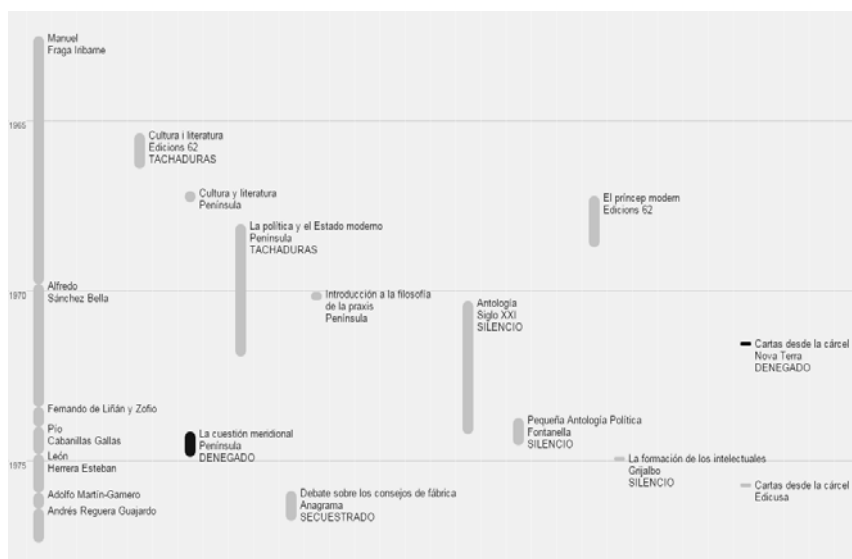 Manuel
Fraga Iribarne
1965
Cultura i literatura
Edicions 62
TACHADURAS
Cultura y literatura
Península
El príncep modern
Edicions 62
La política y el Estado moderno
Península
TACHADURAS
Alfredo
Sánchez Bella
1970
Introducción a la filosofía
de la praxis
Península
Antología
Siglo XXI
SILENCIO
Cartas desde la cárcel
Nova Terra
DENEGADO
Fernando de Liñán y Zofio
Pío
Cabanillas Gallas
La cuestión meridional
Península
DENEGADO
Pequeña Antología Política
Fontanella
SILENCIO
León
Herrera Esteban
1975
La formación de los intelectuales
Grijalbo
SILENCIO
Cartas desde la cárcel
Edicusa
Adolfo Martín-Gamero
Andrés Reguera Guajardo
Debate sobre los consejos de fábrica
Anagrama
SECUESTRADO